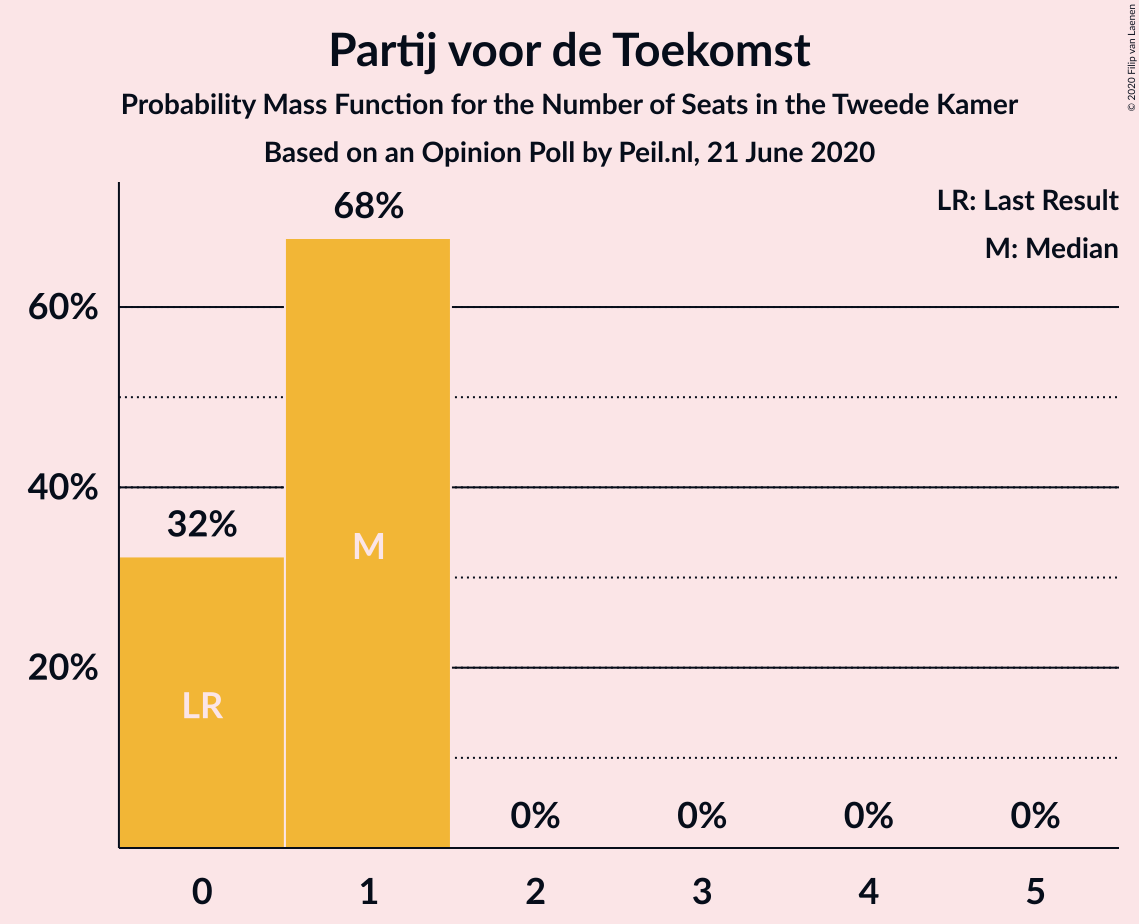 Partij voor de Toekomst
Probability Mass Function for the Number of Seats in the Tweede Kamer
Based on an Opinion Poll by Peil.nl, 21 June 2020
© 2020 Filip van Laenen
LR: Last Result
M: Median
68%
60%
40%
32%
M
20%
LR
0% 0% 0% 0%
0 1 2 3 4 5